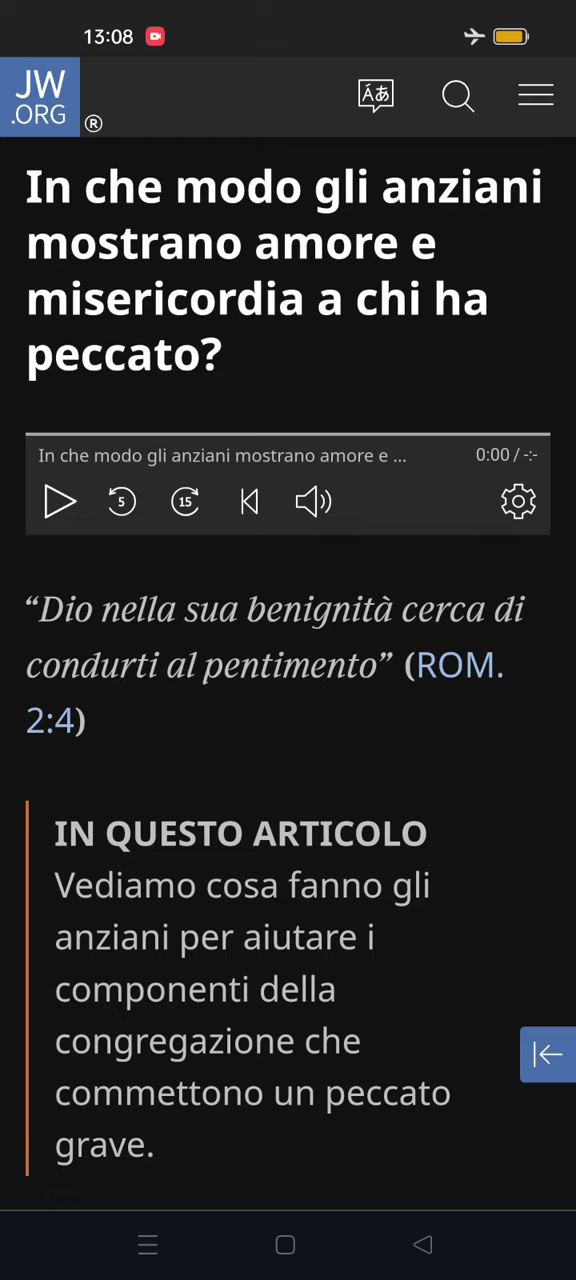 13:08
Áあ
JW
.ORG
®
In che modo gli anziani
mostrano amore e
misericordia a chi ha
peccato?
In che modo gli anziani mostrano amore e ...
0:00 / -:-
5
15
“Dio nella sua benignità cerca di
condurti al pentimento” (ROM.
2:4)
IN QUESTO ARTICOLO
Vediamo cosa fanno gli
anziani per aiutare i
componenti della
congregazione che
commettono un peccato
grave.